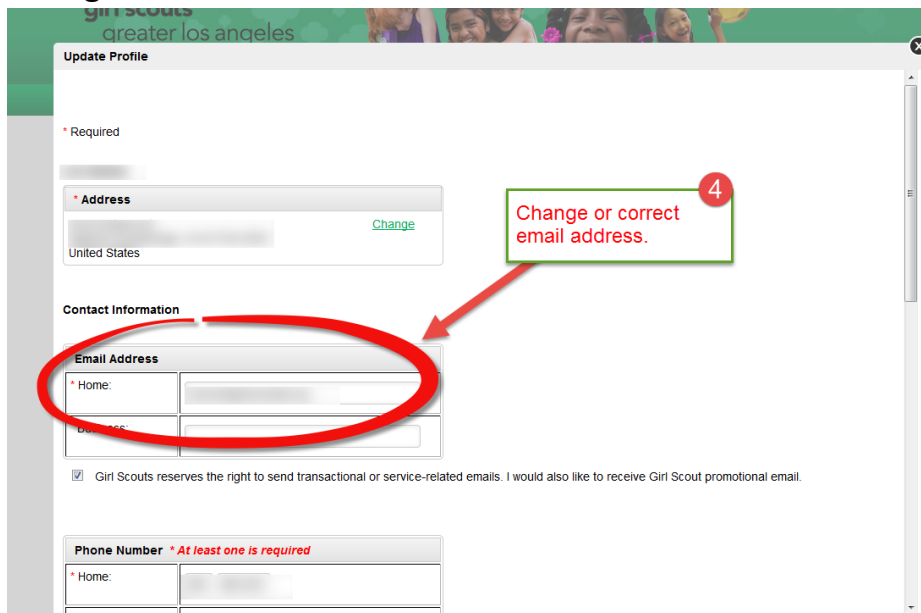 girl scouts
greater los angeles
Update Profile
* Required
* Address
Change
United States
4
Change or correct
email address.
Contact Information
Email Address
* Home:
Business:
Girl Scouts reserves the right to send transactional or service-related emails. I would also like to receive Girl Scout promotional email.
Phone Number * At least one is required
* Home: